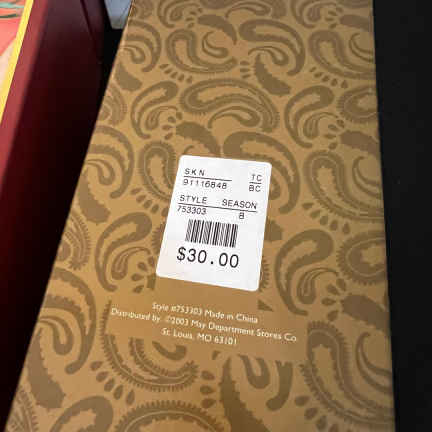 SKN TC
91116848 BC
STYLE SEASON
753303 B
$30.00
Style #753303 Made in China
Distributed by: ©2003 May Department Stores Co.
St. Louis, MO 63101